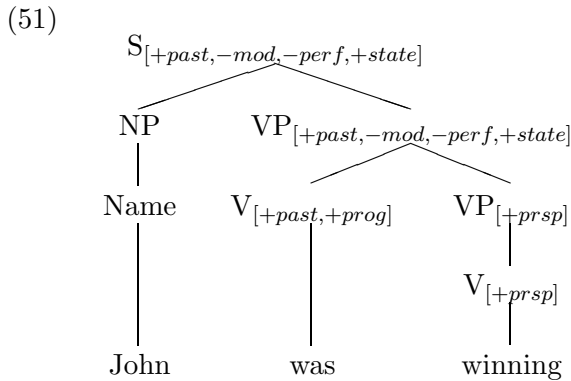 (51)
S[+past,−mod,−perf,+state]
NP VP[+past,−mod,−perf,+state]
Name V[+past,+prog] VP[+prsp]
V[+prsp]
John was winning